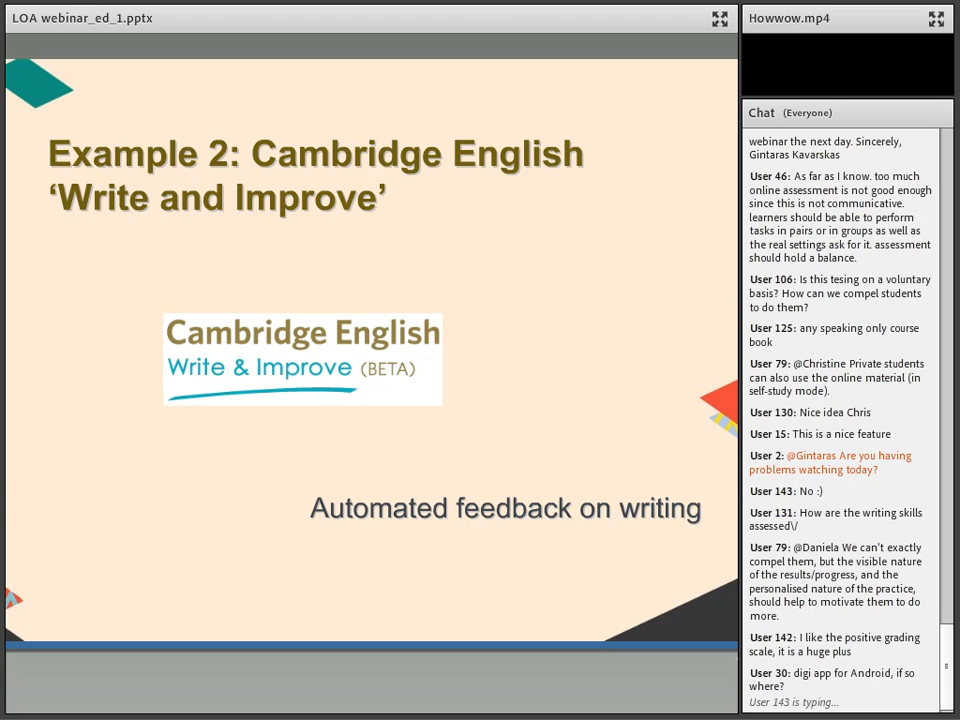 LOA webinar_ed_1.pptx
Example 2: Cambridge English
‘Write and Improve’
Cambridge English
Write & Improve (BETA)
Automated feedback on writing
Howwow.mp4
Chat (Everyone)
webinar the next day. Sincerely,
Gintaras Kavarskas
User 46: As far as I know. too much
online assessment is not good enough
since this is not communicative.
learners should be able to perform
tasks in pairs or in groups as well as
the real settings ask for it. assessment
should hold a balance.
User 106: Is this tesing on a voluntary
basis? How can we compel students
to do them?
User 125: any speaking only course
book
User 79: @Christine Private students
can also use the online material (in
self-study mode).
User 130: Nice idea Chris
User 15: This is a nice feature
User 2: @Gintaras Are you having
problems watching today?
User 143: No :)
User 131: How are the writing skills
assessed\/
User 79: @Daniela We can't exactly
compel them, but the visible nature
of the results/progress, and the
personalised nature of the practice,
should help to motivate them to do
more.
User 142: I like the positive grading
scale, it is a huge plus
User 30: digi app for Android, if so
where?
User 143 is typing...